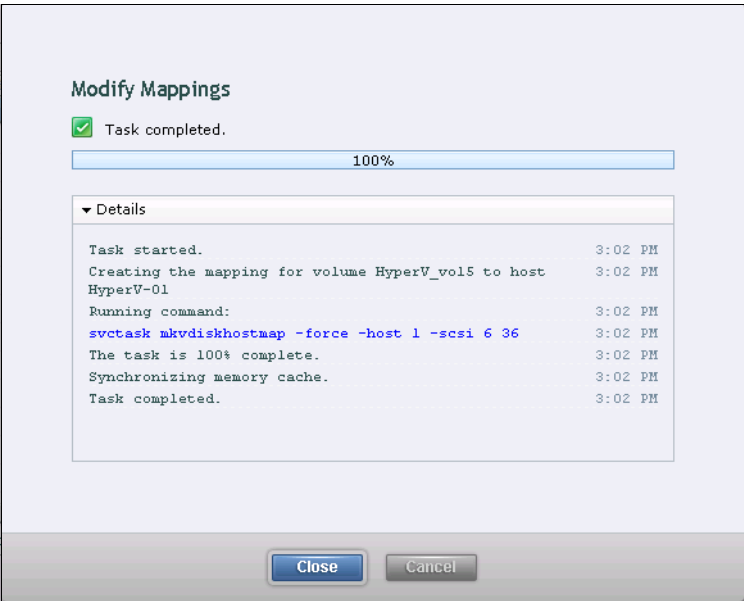 Modify Mappings
Task completed.
100%
Details
Task started. 3:02 PM
Creating the mapping for volume HyperV_vol5 to host 3:02 PM
HyperV-01
Running command: 3:02 PM
svctask mkvdiskhostmap -force -host 1 -scsi 6 36 3:02 PM
The task is 100% complete. 3:02 PM
Synchronizing memory cache. 3:02 PM
Task completed. 3:02 PM
Close Cancel